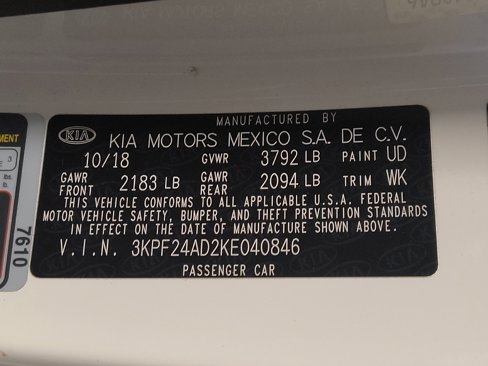 MANUFACTURED BY
KIA KIA MOTORS MEXICO S.A. DE C.V.
10/18 GVWR 3792 LB PAINT UD
GAWR FRONT 2183 LB GAWR REAR 2094 LB TRIM WK
THIS VEHICLE CONFORMS TO ALL APPLICABLE U.S.A. FEDERAL
MOTOR VEHICLE SAFETY, BUMPER, AND THEFT PREVENTION STANDARDS
IN EFFECT ON THE DATE OF MANUFACTURE SHOWN ABOVE.
V.I.N. 3KPF24AD2KE040846
PASSENGER CAR
7610